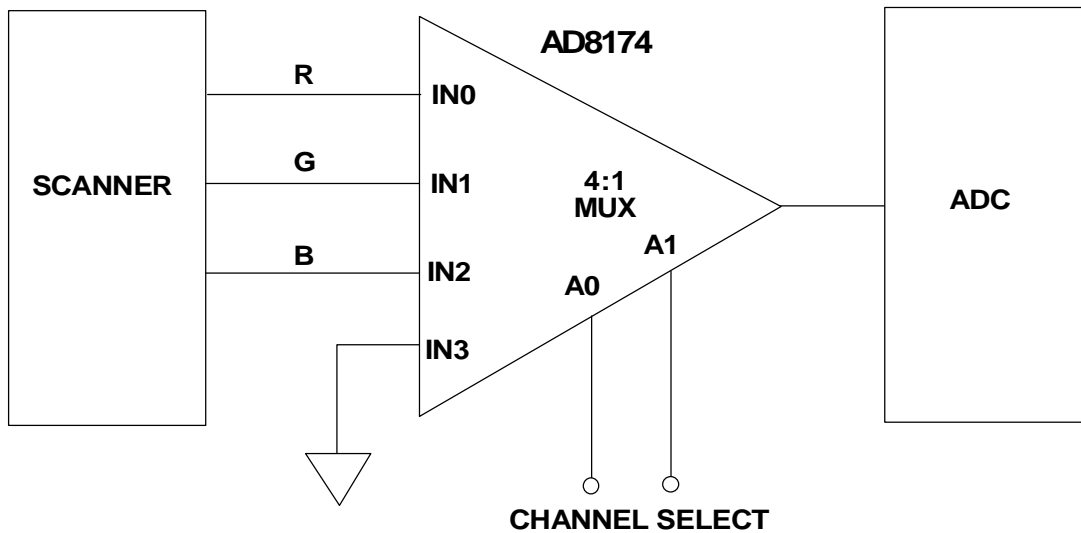 AD8174
R
IN0
G
SCANNER
IN1
4:1
MUX
ADC
B
IN2
A1
A0
IN3
CHANNEL SELECT